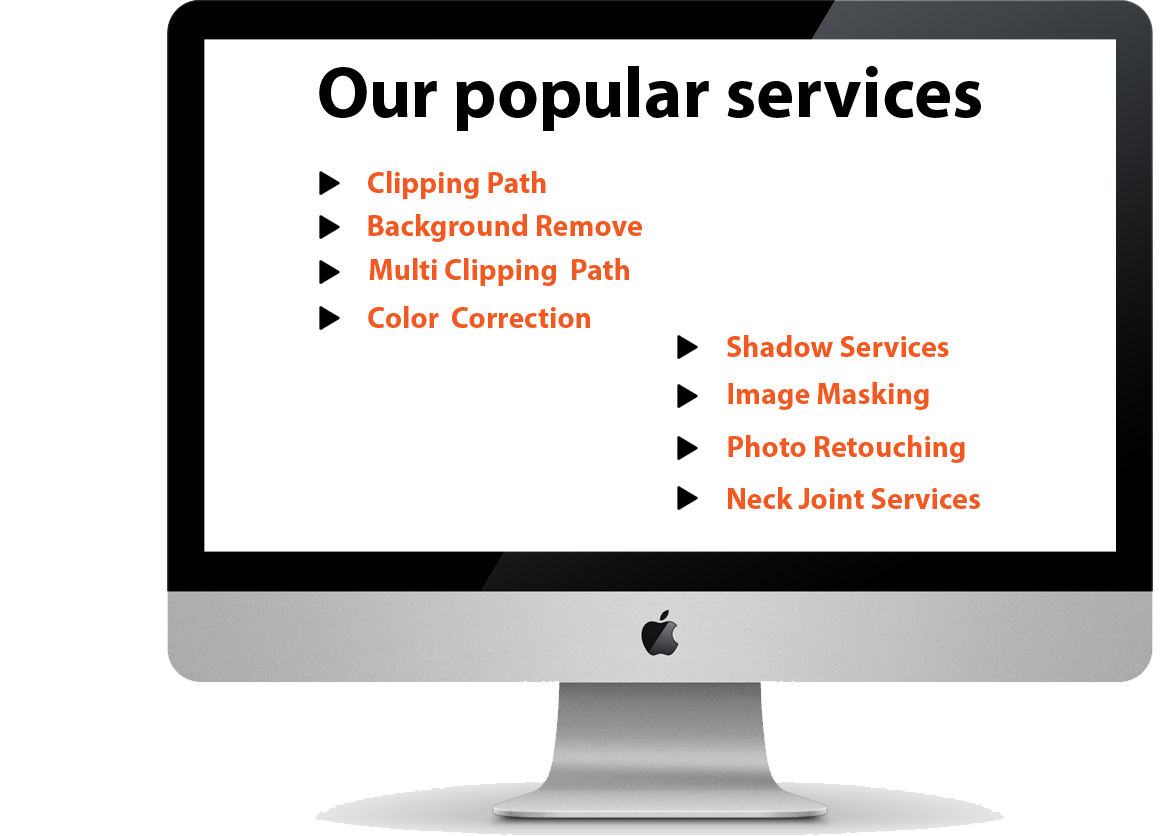 Our popular services
Clipping Path
Background Remove
Multi Clipping Path
Color Correction
Shadow Services
Image Masking
Photo Retouching
Neck Joint Services